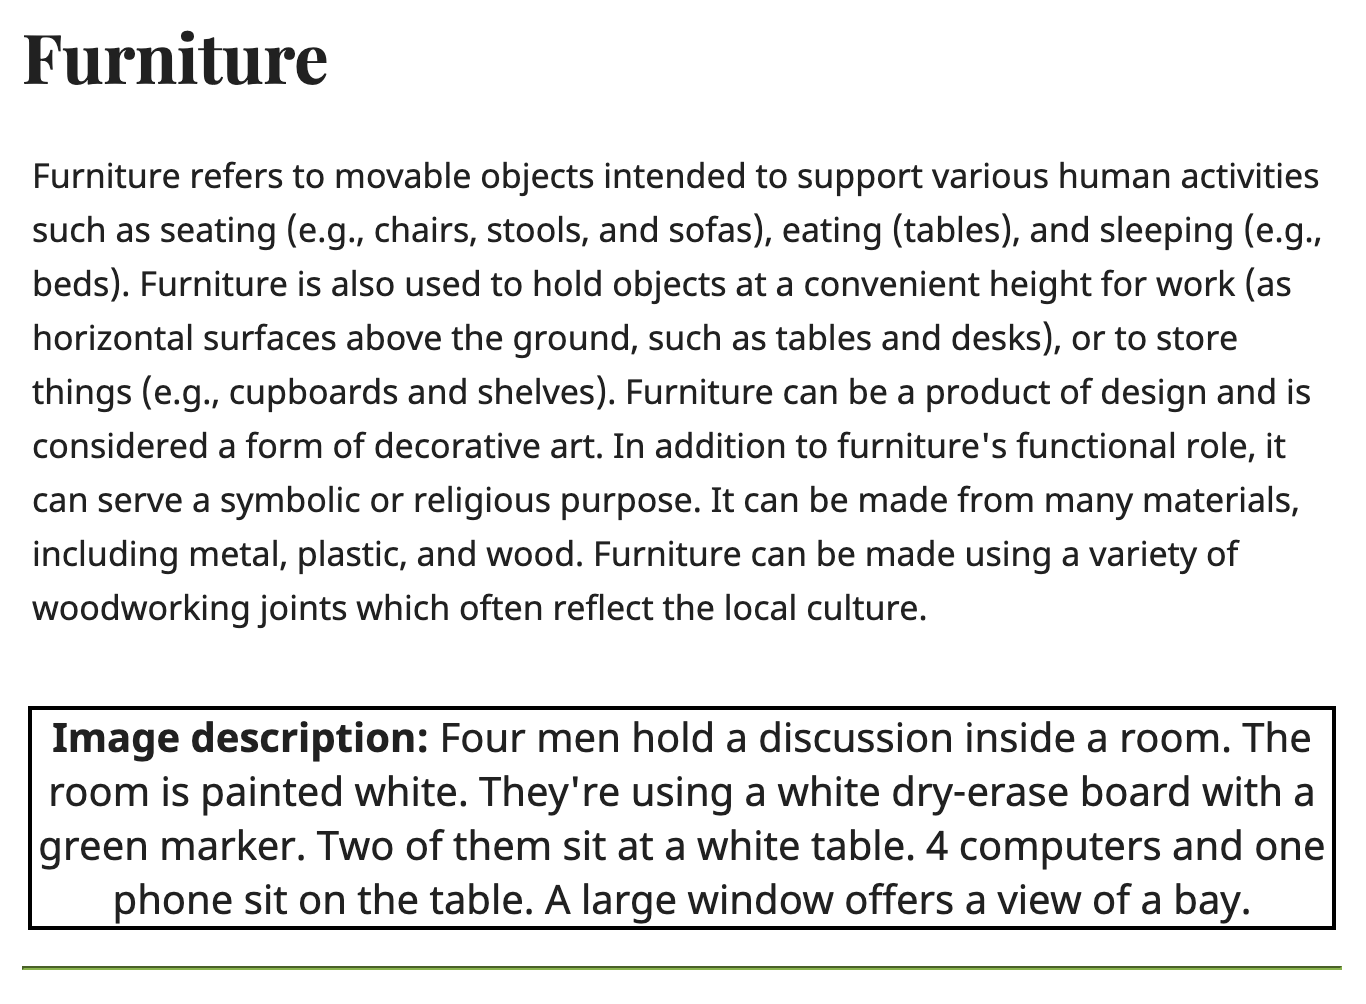 Furniture
Furniture refers to movable objects intended to support various human activities
such as seating (e.g., chairs, stools, and sofas), eating (tables), and sleeping (e.g.,
beds). Furniture is also used to hold objects at a convenient height for work (as
horizontal surfaces above the ground, such as tables and desks), or to store
things (e.g., cupboards and shelves). Furniture can be a product of design and is
considered a form of decorative art. In addition to furniture's functional role, it
can serve a symbolic or religious purpose. It can be made from many materials,
including metal, plastic, and wood. Furniture can be made using a variety of
woodworking joints which often reflect the local culture.
Image description: Four men hold a discussion inside a room. The
room is painted white. They're using a white dry-erase board with a
green marker. Two of them sit at a white table. 4 computers and one
phone sit on the table. A large window offers a view of a bay.